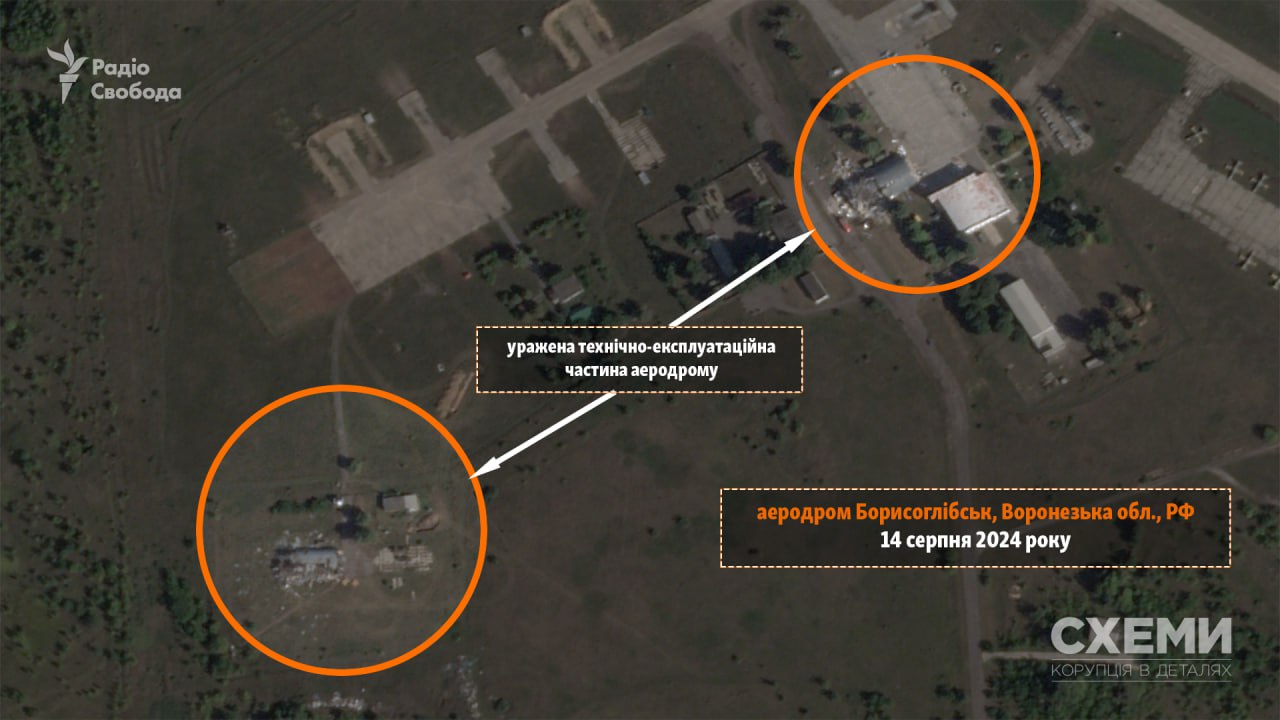 Радіо
Свобода
уражена технічно-експлуатаційна
частина аеродрому
аеродром Борисоглібськ, Воронезька обл., РФ
14 серпня 2024 року
СХЕМИ
КОРУПЦІЯ В ДЕТАЛЯХ